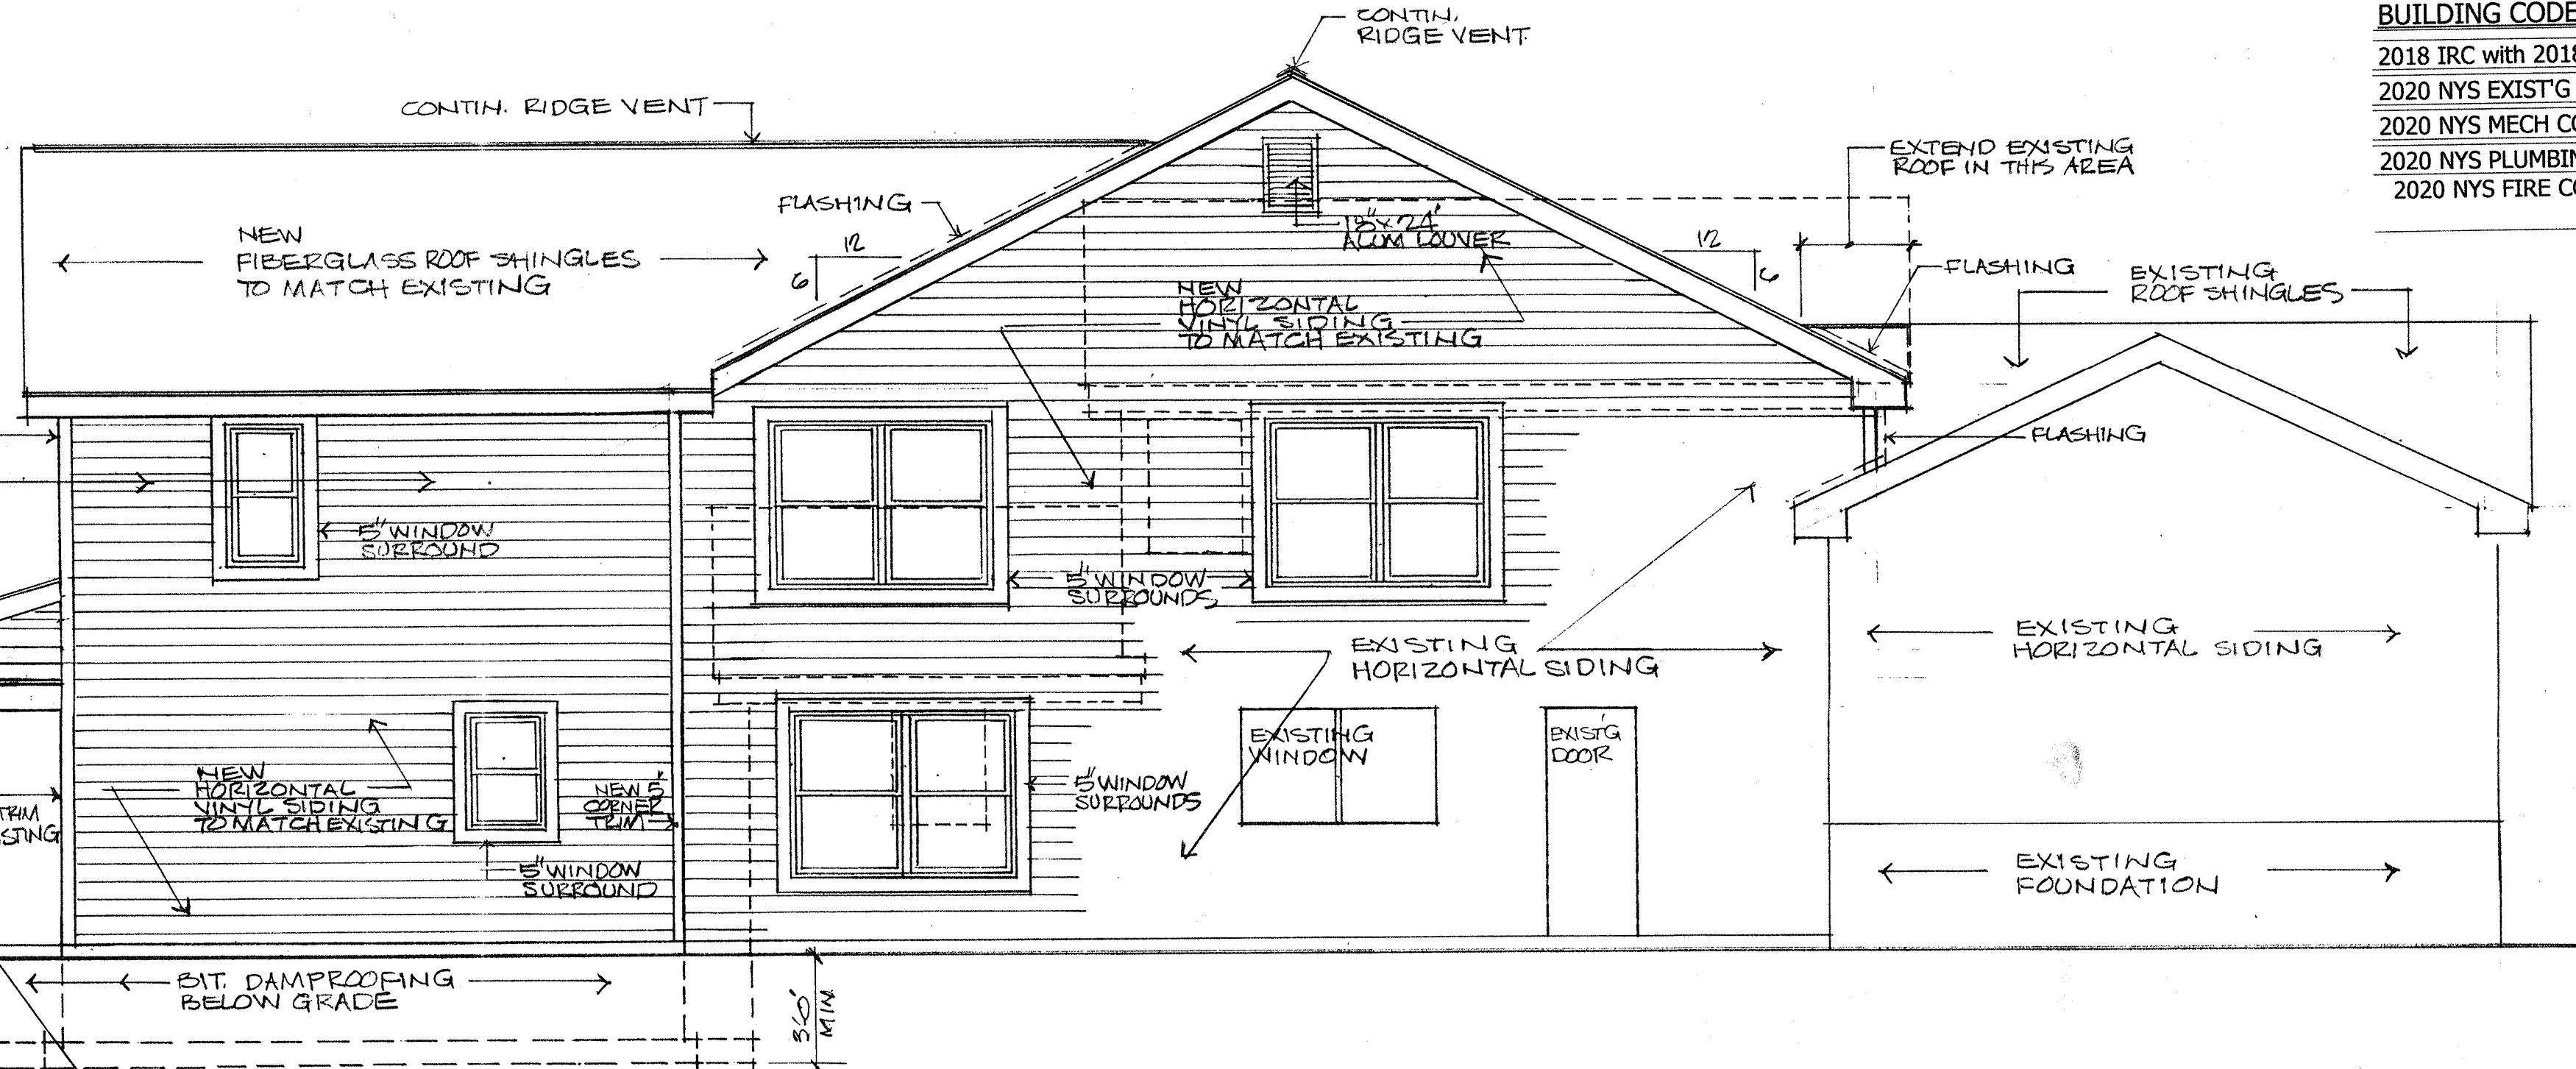 CONTIN.
RIDGE VENT
BUILDING CODE
2018 IRC with 2018
2020 NYS EXIST'G
2020 NYS MECH CO
2020 NYS PLUMBIN
2020 NYS FIRE CO
CONTIN. RIDGE VENT
EXTEND EXISTING
ROOF IN THIS AREA
FLASHING
18"x24"
ALUM LOUVER
NEW
FIBERGLASS ROOF SHINGLES
TO MATCH EXISTING
12
6
12
6
FLASHING
EXISTING
ROOF SHINGLES
NEW
HORIZONTAL
VINYL SIDING
TO MATCH EXISTING
FLASHING
5" WINDOW
SURROUND
5" WINDOW
SURROUNDS
EXISTING
HORIZONTAL SIDING
EXISTING
HORIZONTAL SIDING
EXISTING
WINDOW
EXIST'G
DOOR
NEW
HORIZONTAL
VINYL SIDING
TO MATCH EXISTING
NEW 5"
CORNER
TRIM
5" WINDOW
SURROUNDS
TRIM
STING
5" WINDOW
SURROUND
EXISTING
FOUNDATION
BIT. DAMPROOFING
BELOW GRADE
3'0"
MIN.